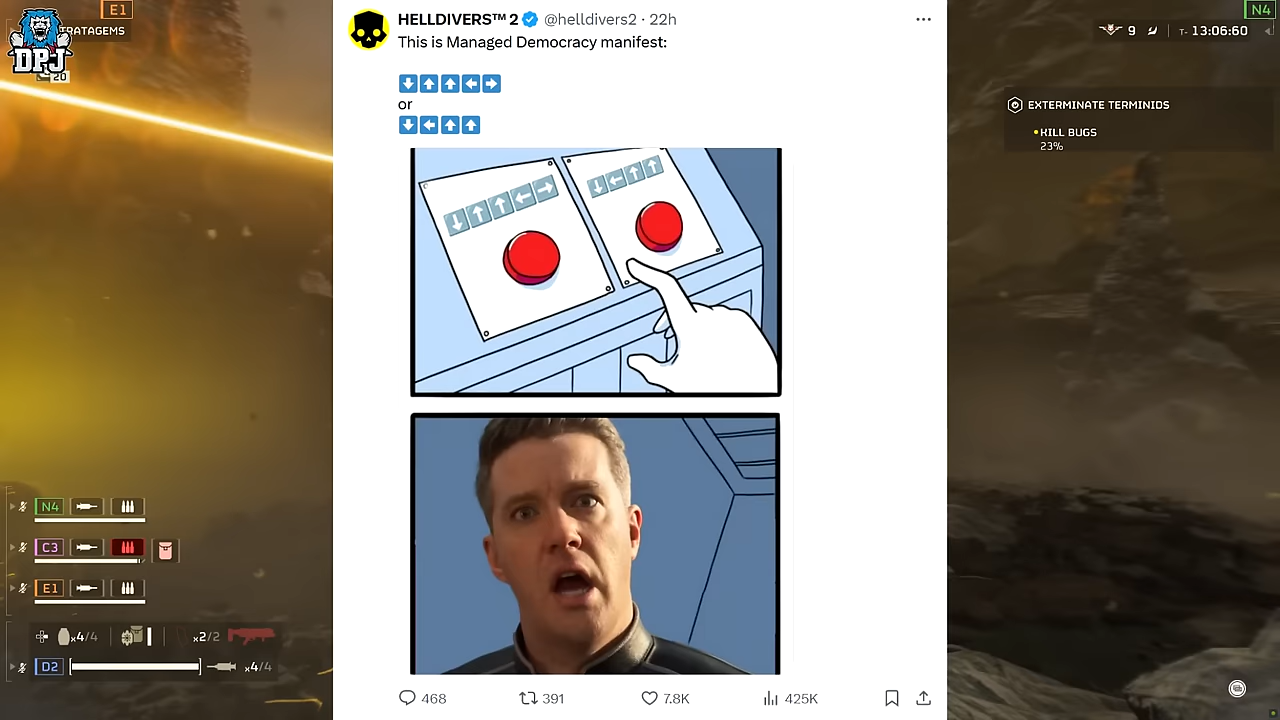 E1
TRATAGEMS
DPJ
20
HELLDIVERS™ 2 @helldivers2 · 22h
This is Managed Democracy manifest:
⬇️⬆️⬆️⬅️➡️
or
⬇️⬅️⬆️⬆️
↓↑↑←→
↓←↑↑
468
391
7.8K
425K
N4
9
T- 13:06:60
EXTERMINATE TERMINIDS
KILL BUGS
23%
N4
C3
E1
x4/4
x2/2
D2
x4/4